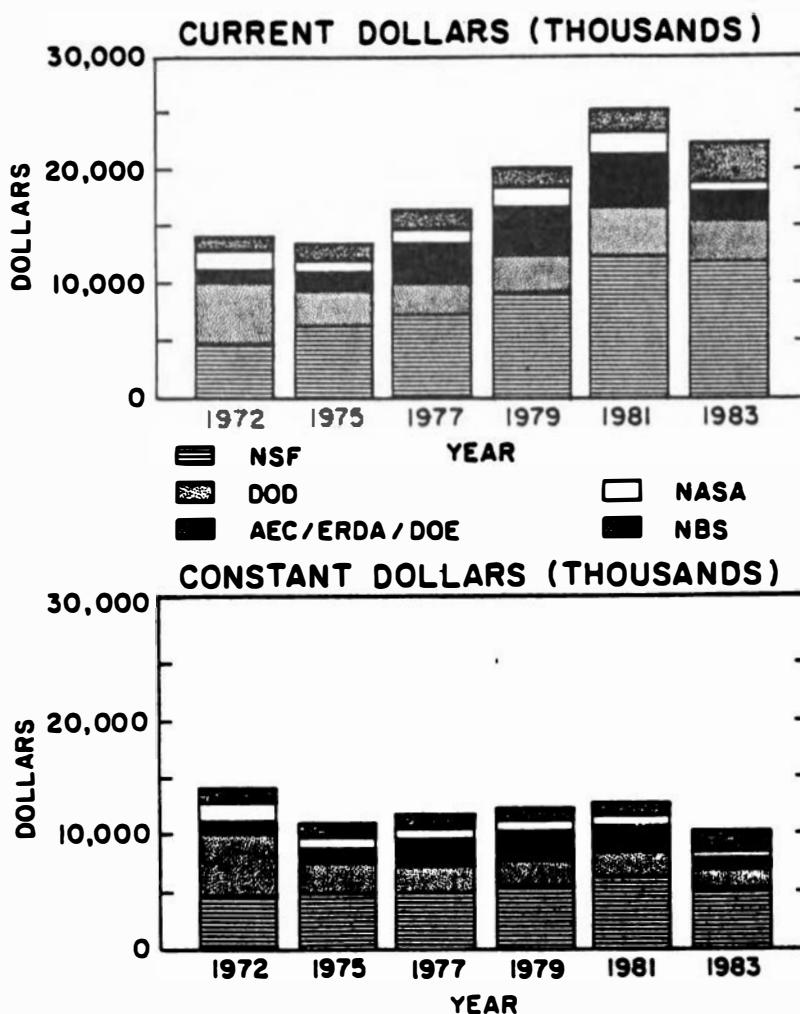 CURRENT DOLLARS (THOUSANDS)
30,000
20,000
10,000
0
DOLLARS
1972 1975 1977 1979 1981 1983
YEAR
NSF
DOD NASA
AEC/ERDA/DOE NBS
CONSTANT DOLLARS (THOUSANDS)
30,000
20,000
10,000
0
DOLLARS
1972 1975 1977 1979 1981 1983
YEAR